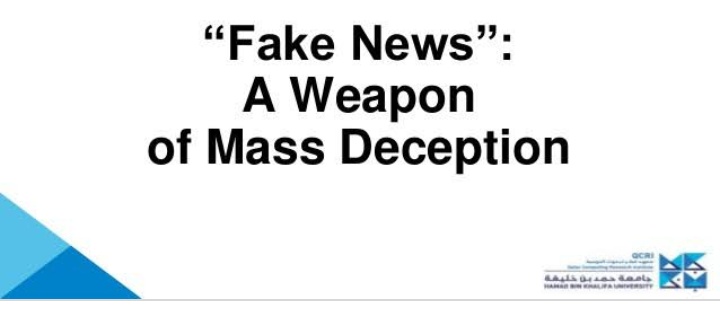 “Fake News”:
A Weapon
of Mass Deception
QCRI
معهد قطر لبحوث الحوسبة
Qatar Computing Research Institute
جامعة حمد بن خليفة
HAMAD BIN KHALIFA UNIVERSITY